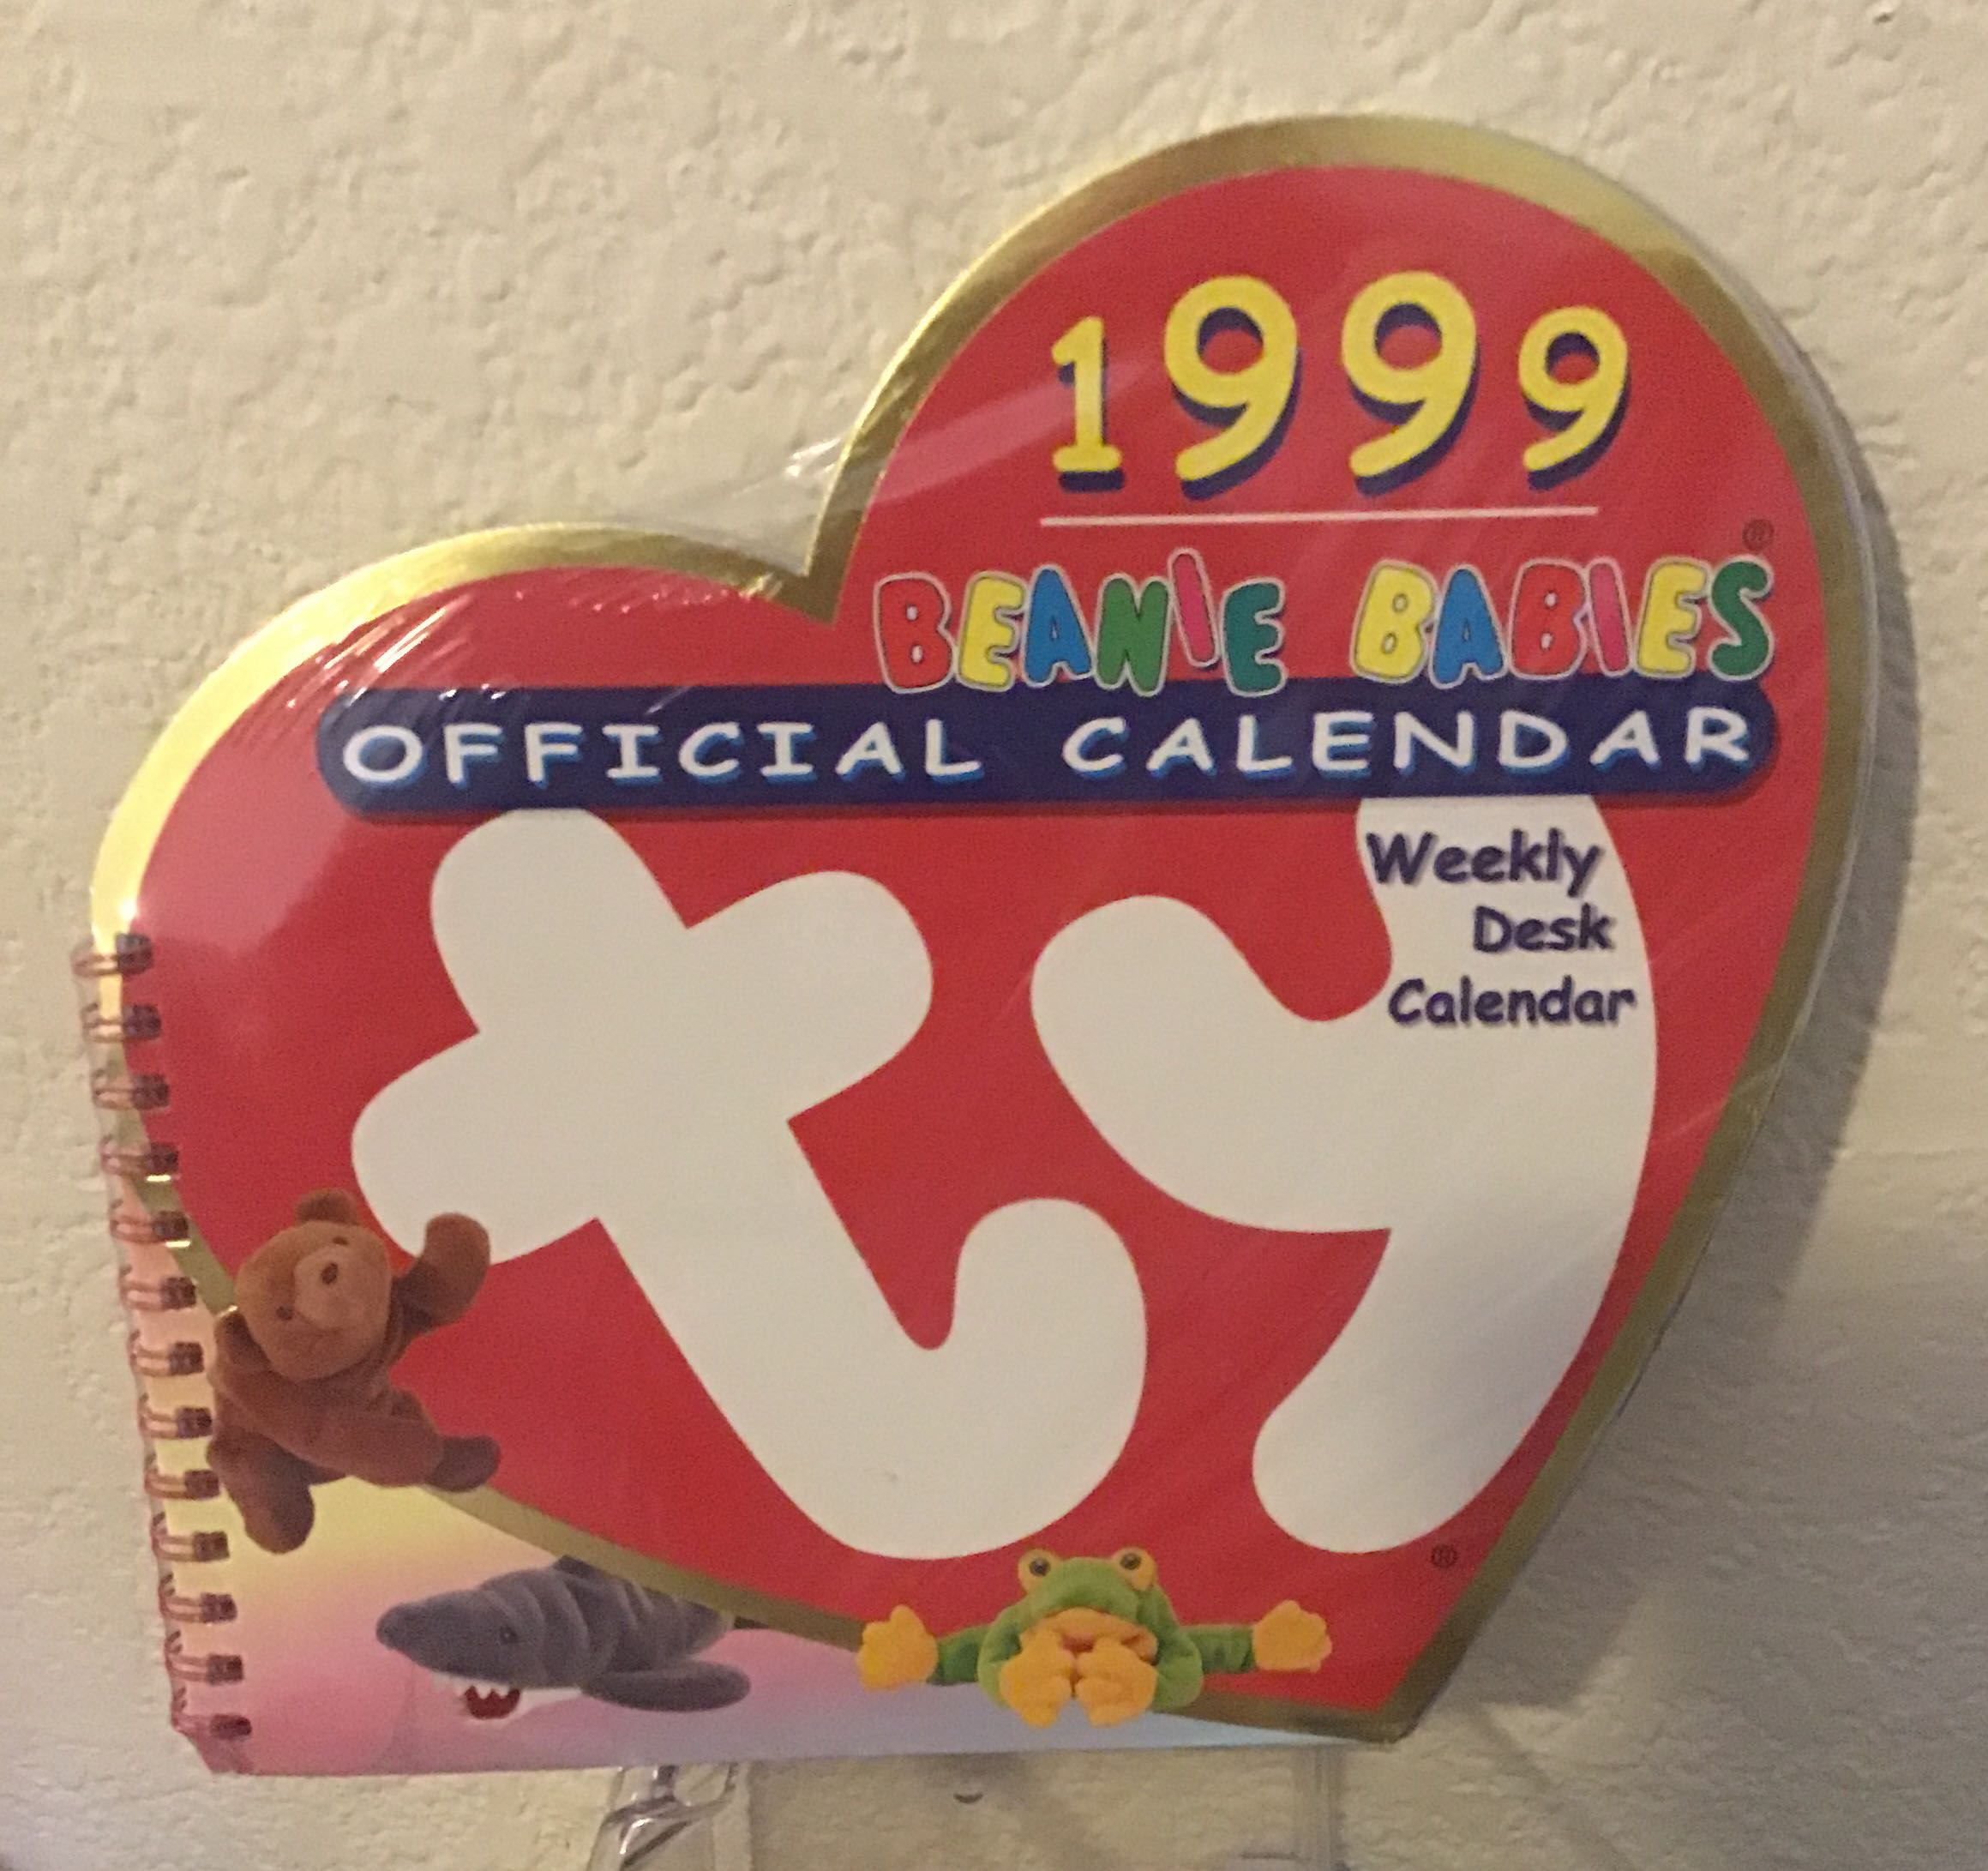 1999
BEANIE BABIES®
OFFICIAL CALENDAR
Weekly
Desk
Calendar
ty®